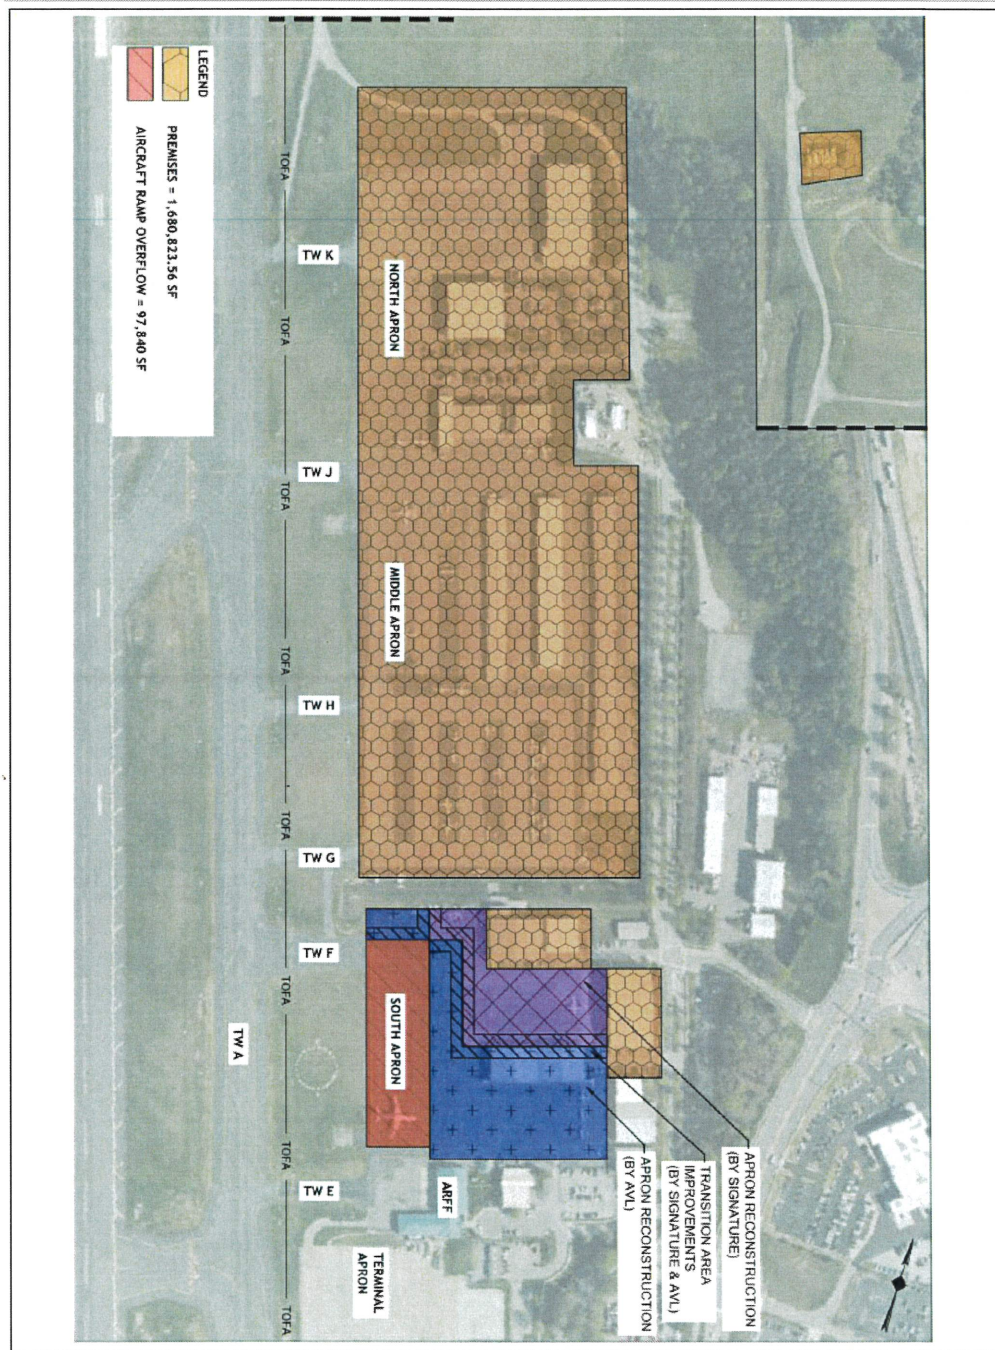 LEGEND
PREMISES = 1,680,823.56 SF
AIRCRAFT RAMP OVERFLOW = 97,840 SF
TOFA
TW K
NORTH APRON
TOFA
TW J
TOFA
MIDDLE APRON
TOFA
TW H
TOFA
TW G
TW F
TOFA
SOUTH APRON
TW A
TOFA
TW E
ARFF
TERMINAL
APRON
TOFA
APRON RECONSTRUCTION
(BY SIGNATURE)
TRANSITION AREA
IMPROVEMENTS
(BY SIGNATURE & AVL)
APRON RECONSTRUCTION
(BY AVL)